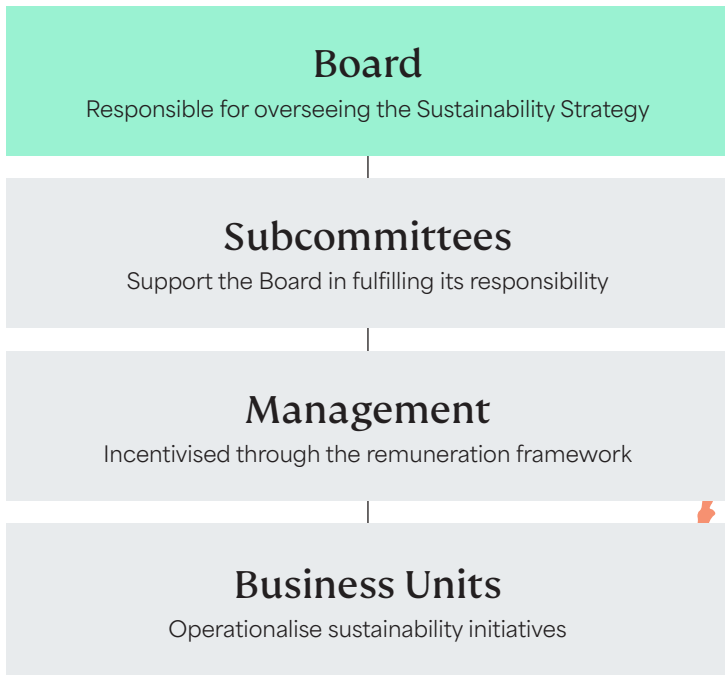 Board
Responsible for overseeing the Sustainability Strategy
Subcommittees
Support the Board in fulfilling its responsibility
Management
Incentivised through the remuneration framework
Business Units
Operationalise sustainability initiatives